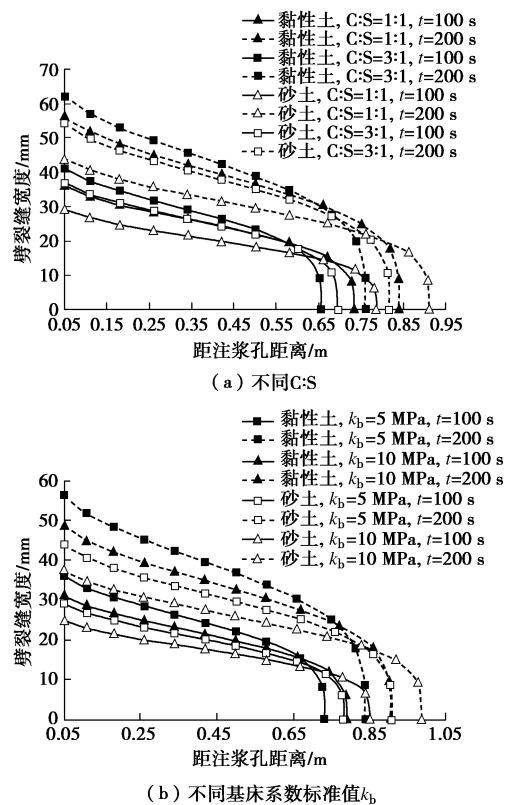 黏性土, C∶S=1∶1, t=100 s
黏性土, C∶S=1∶1, t=200 s
黏性土, C∶S=3∶1, t=100 s
黏性土, C∶S=3∶1, t=200 s
砂土, C∶S=1∶1, t=100 s
砂土, C∶S=1∶1, t=200 s
砂土, C∶S=3∶1, t=100 s
砂土, C∶S=3∶1, t=200 s
70
60
50
40
30
20
10
0
劈裂缝宽度/mm
0.05 0.15 0.25 0.35 0.45 0.55 0.65 0.75 0.85 0.95
距注浆孔距离/m
(a) 不同C∶S
黏性土, kb=5 MPa, t=100 s
黏性土, kb=5 MPa, t=200 s
黏性土, kb=10 MPa, t=100 s
黏性土, kb=10 MPa, t=200 s
砂土, kb=5 MPa, t=100 s
砂土, kb=5 MPa, t=200 s
砂土, kb=10 MPa, t=100 s
砂土, kb=10 MPa, t=200 s
60
50
40
30
20
10
0
劈裂缝宽度/mm
0.05 0.25 0.45 0.65 0.85 1.05
距注浆孔距离/m
(b) 不同基床系数标准值kb